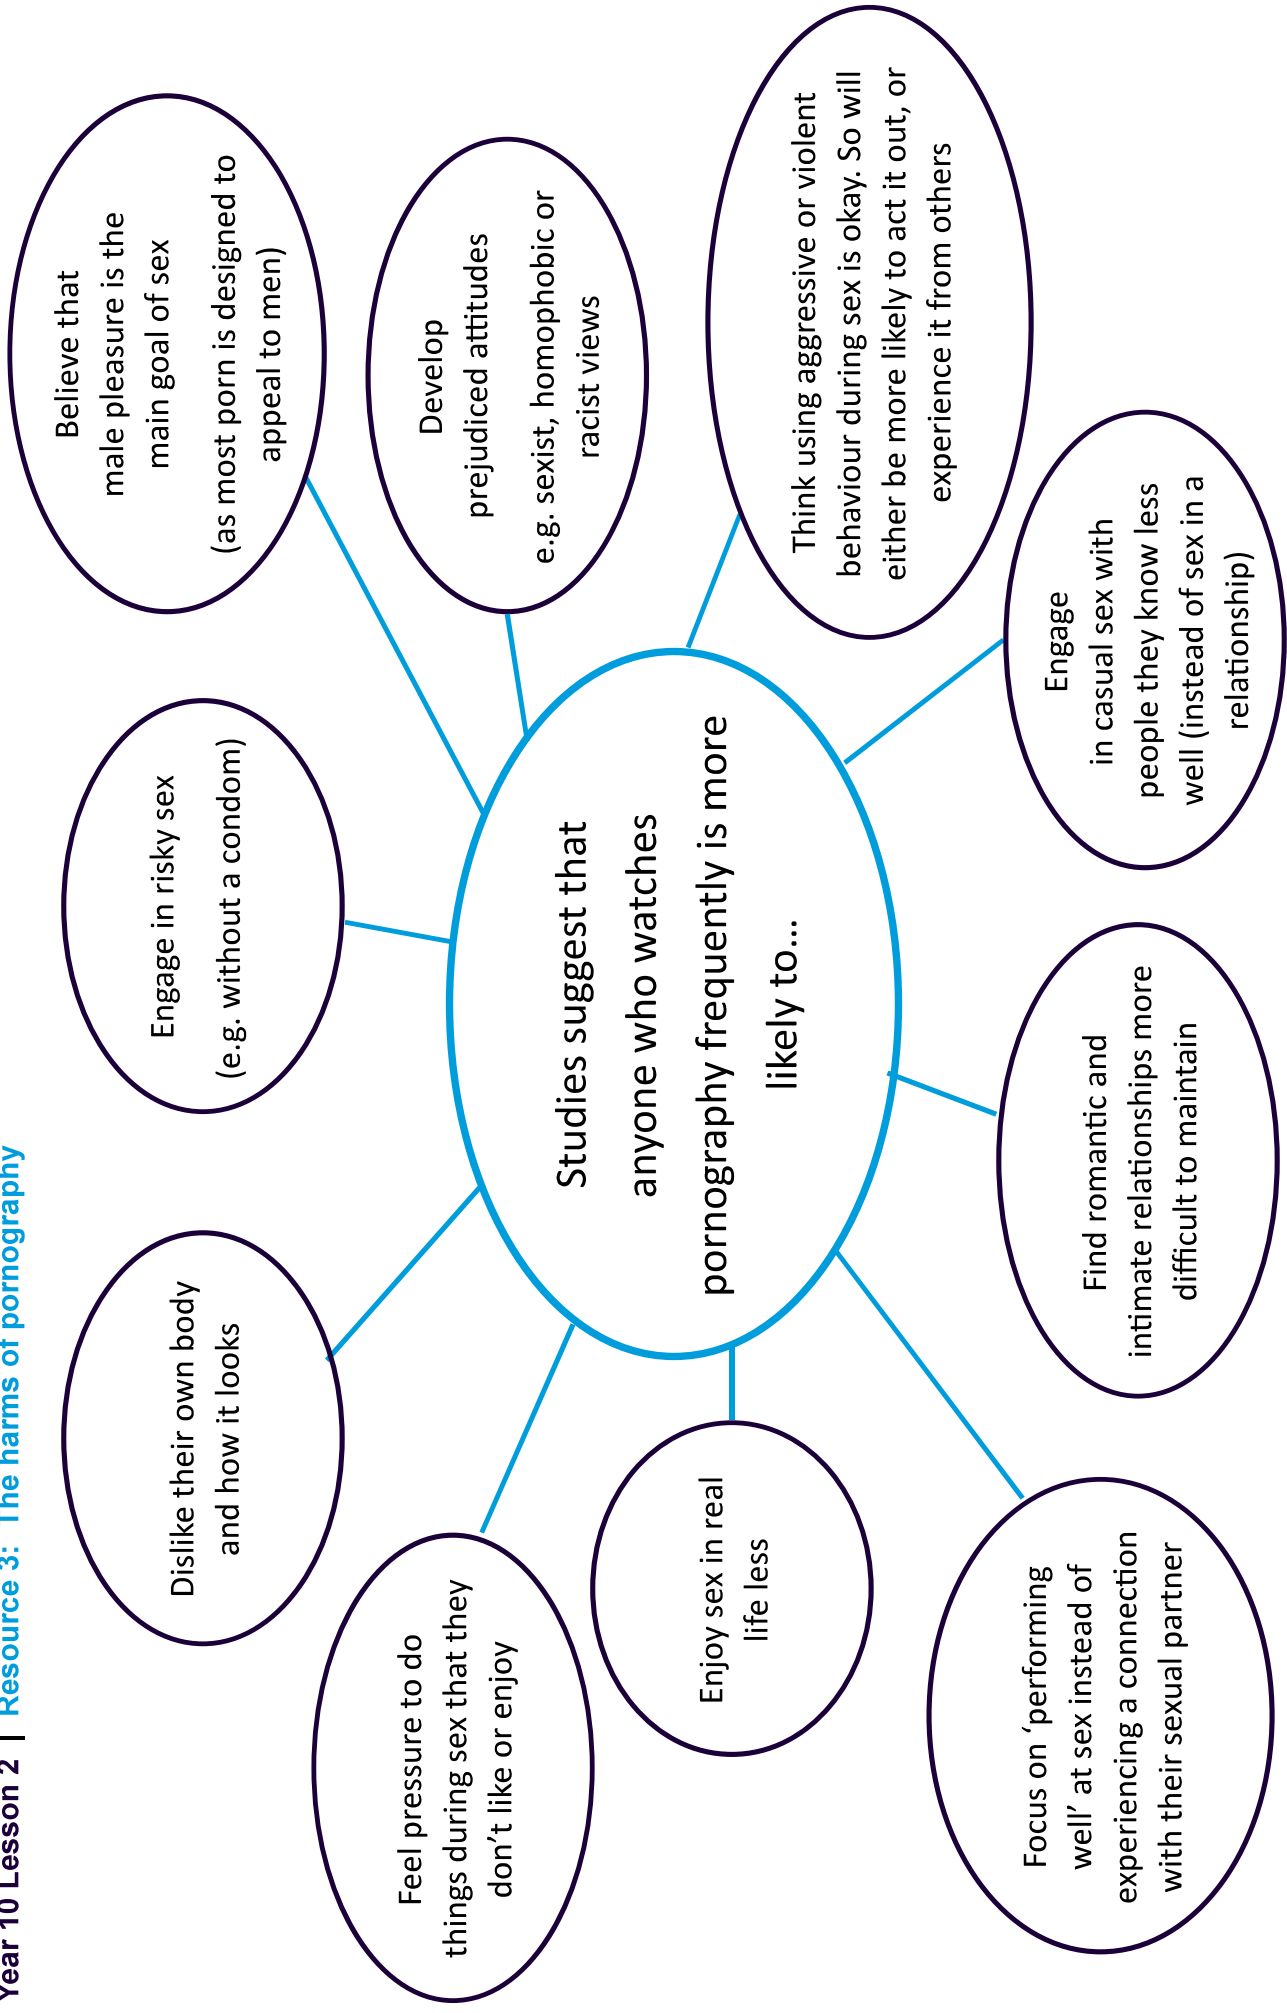 Year 10 Lesson 2 | Resource 3: The harms of pornography
Dislike their own body
and how it looks
Engage in risky sex
(e.g. without a condom)
Believe that
male pleasure is the
main goal of sex
(as most porn is designed to
appeal to men)
Feel pressure to do
things during sex that they
don’t like or enjoy
Develop
prejudiced attitudes
e.g. sexist, homophobic or
racist views
Studies suggest that
anyone who watches
pornography frequently is more
likely to…
Enjoy sex in real
life less
Think using aggressive or violent
behaviour during sex is okay. So will
either be more likely to act it out, or
experience it from others
Focus on ‘performing
well’ at sex instead of
experiencing a connection
with their sexual partner
Find romantic and
intimate relationships more
difficult to maintain
Engage
in casual sex with
people they know less
well (instead of sex in a
relationship)